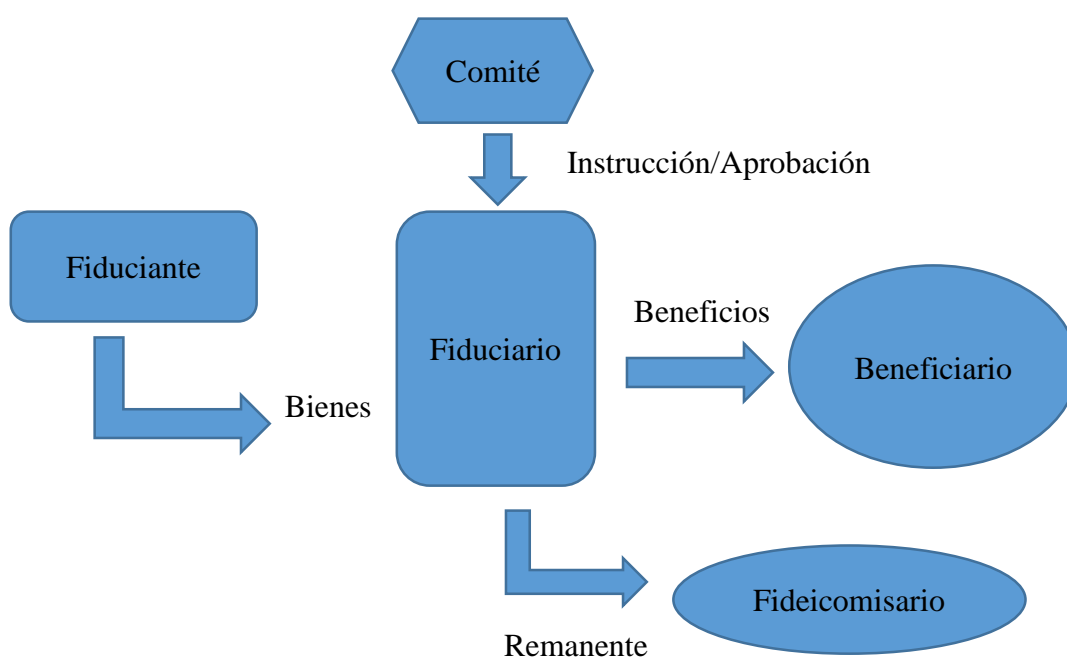 Comité
Instrucción/Aprobación
Fiduciante
Fiduciario
Beneficios
Beneficiario
Bienes
Fideicomisario
Remanente